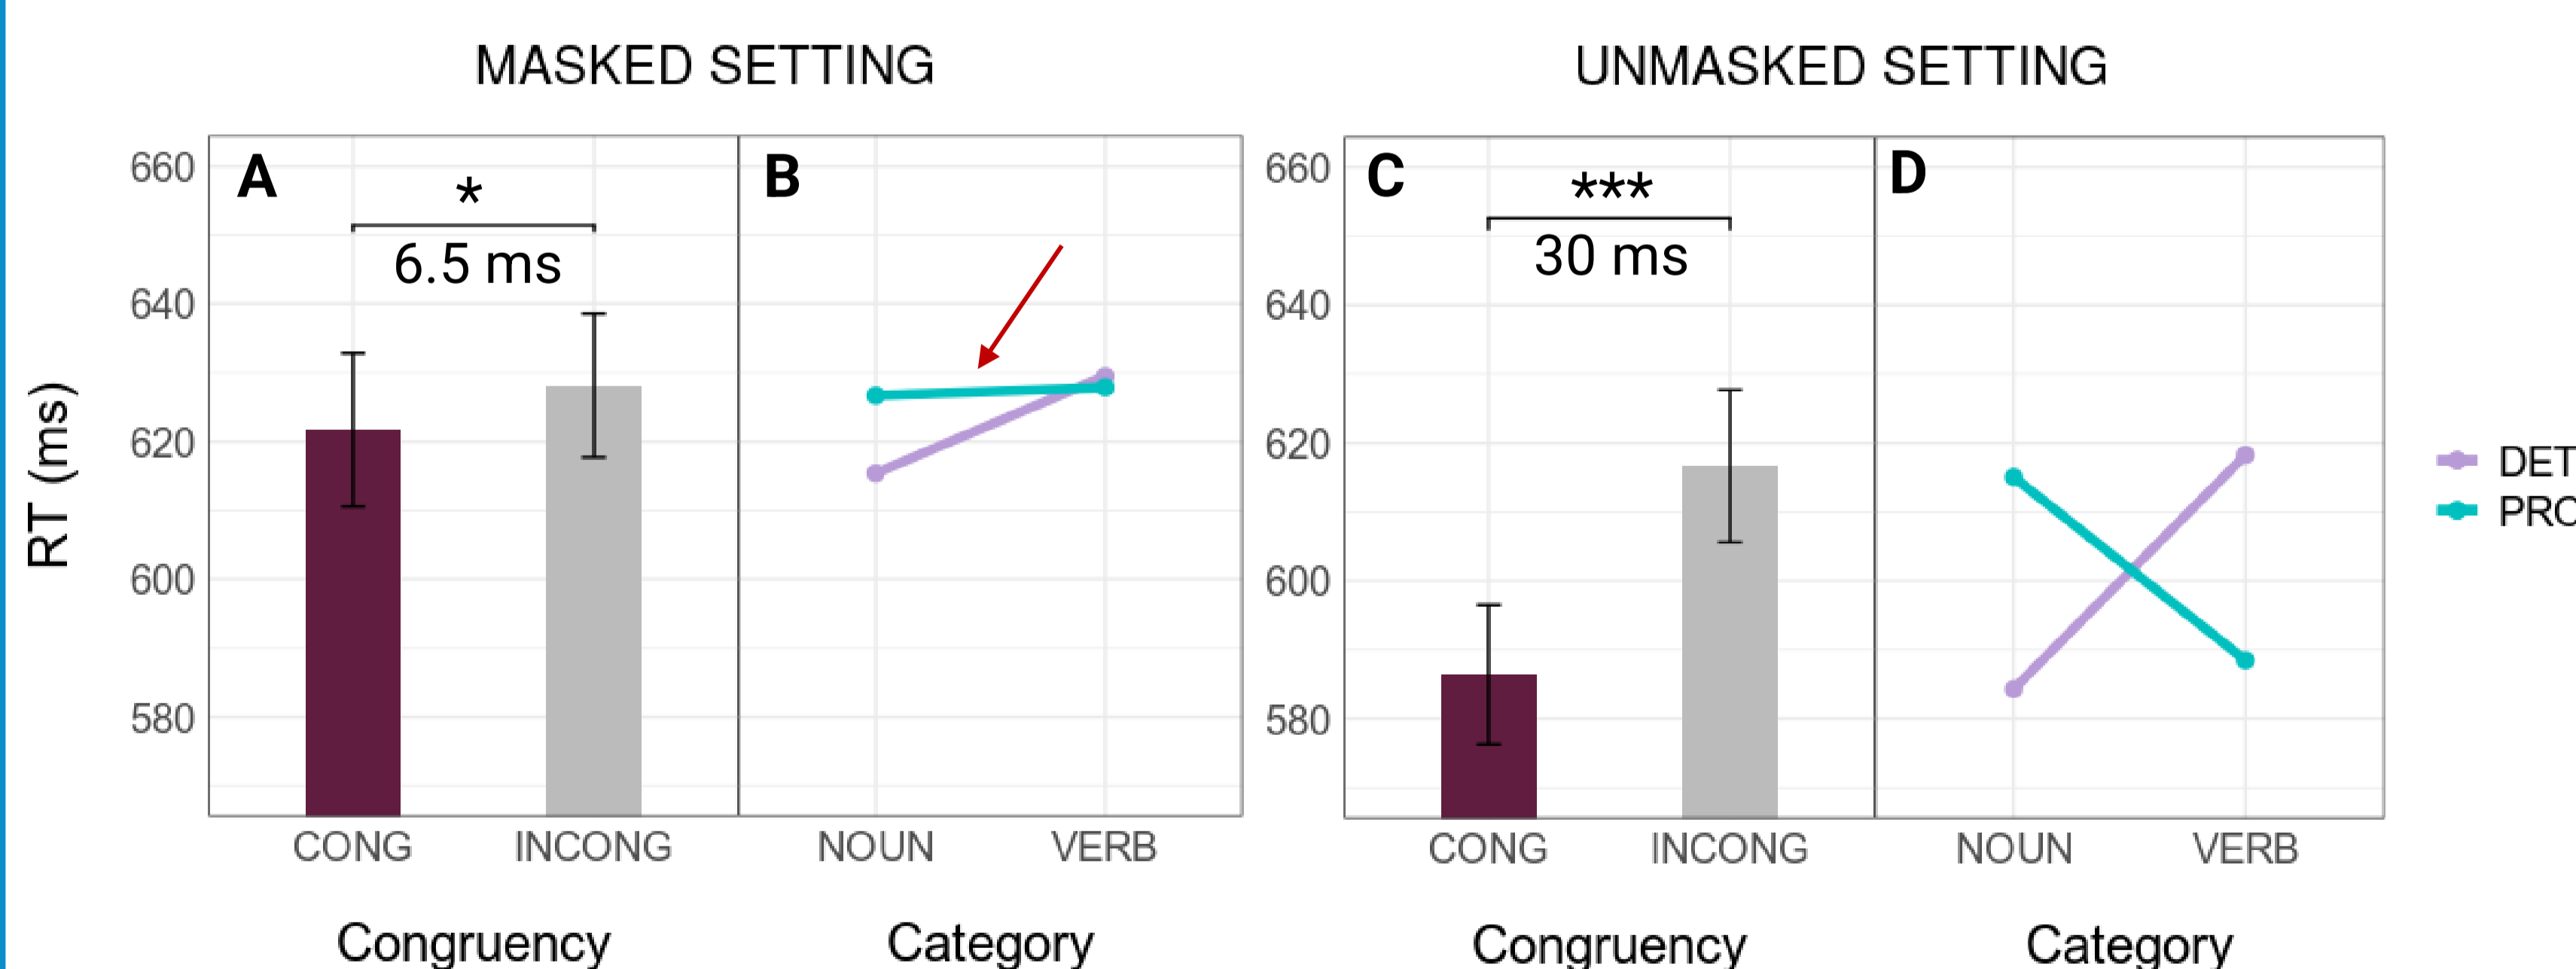 MASKED SETTING
UNMASKED SETTING
RT (ms)
660
640
620
600
580
A
*
6.5 ms
B
CONG
INCONG
NOUN
VERB
Congruency
Category
660
640
620
600
580
C
***
30 ms
D
CONG
INCONG
NOUN
VERB
Congruency
Category
DET